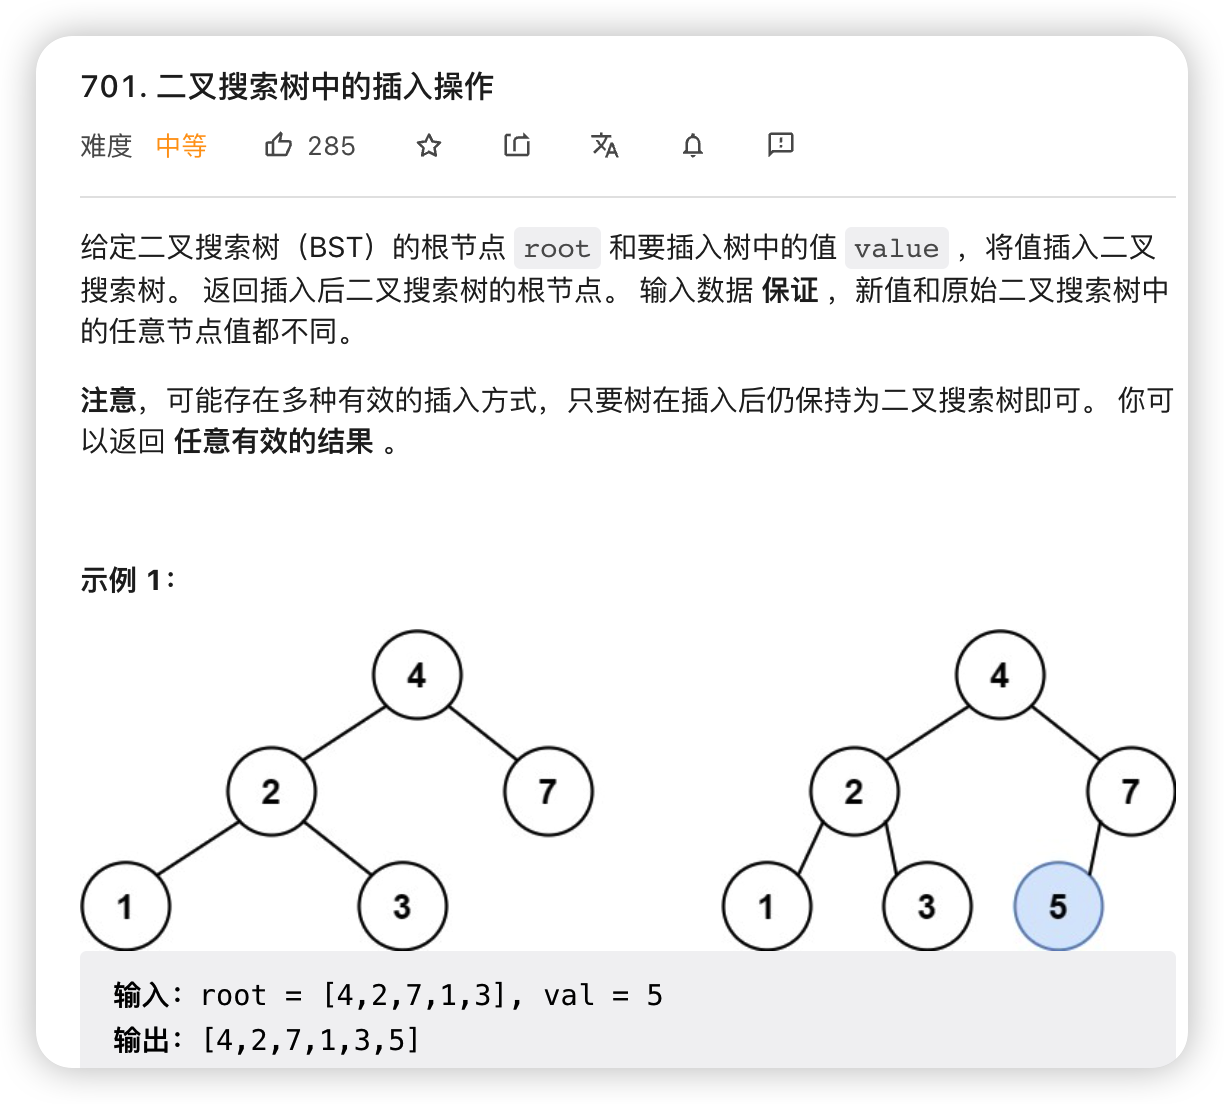 701. 二叉搜索树中的插入操作
难度 中等 285
给定二叉搜索树（BST）的根节点 root 和要插入树中的值 value ，将值插入二叉
搜索树。 返回插入后二叉搜索树的根节点。 输入数据 保证 ，新值和原始二叉搜索树中
的任意节点值都不同。
注意，可能存在多种有效的插入方式，只要树在插入后仍保持为二叉搜索树即可。 你可
以返回 任意有效的结果 。
示例 1：
4 4
2 7 2 7
1 3 1 3 5
输入：root = [4,2,7,1,3], val = 5
输出：[4,2,7,1,3,5]